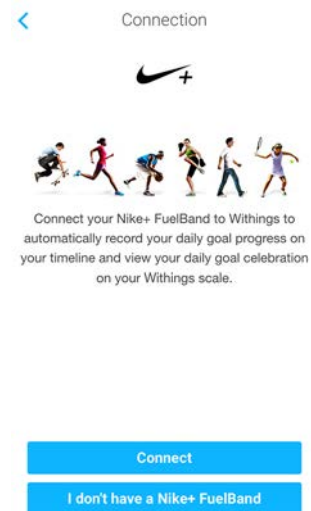 Connection
Connect your Nike+ FuelBand to Withings to
automatically record your daily goal progress on
your timeline and view your daily goal celebration
on your Withings scale.
Connect
I don't have a Nike+ FuelBand